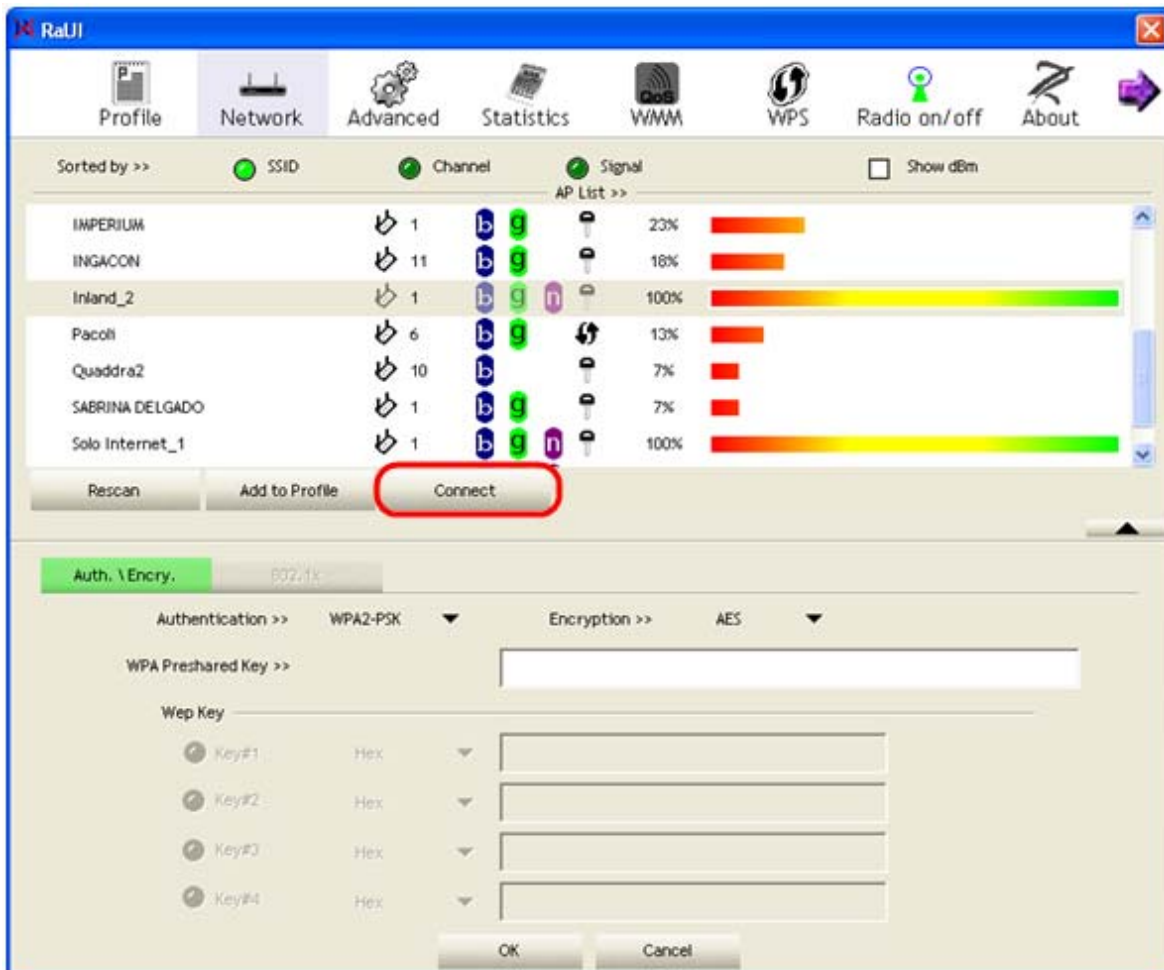 RaUI
Profile Network Advanced Statistics WMM WPS Radio on/off About
Sorted by >> SSID Channel Signal Show dBm
AP List >>
IMPERIUM 1 b g 23%
INGACON 11 b g 18%
Inland_2 1 b g n 100%
Pacoli 6 b g 13%
Quaddra2 10 b 7%
SABRINA DELGADO 1 b g 7%
Solo Internet_1 1 b g n 100%
Rescan Add to Profile Connect
Auth. \ Encry. 802.1x
Authentication >> WPA2-PSK Encryption >> AES
WPA Preshared Key >>
Wep Key
Key#1 Hex
Key#2 Hex
Key#3 Hex
Key#4 Hex
OK Cancel